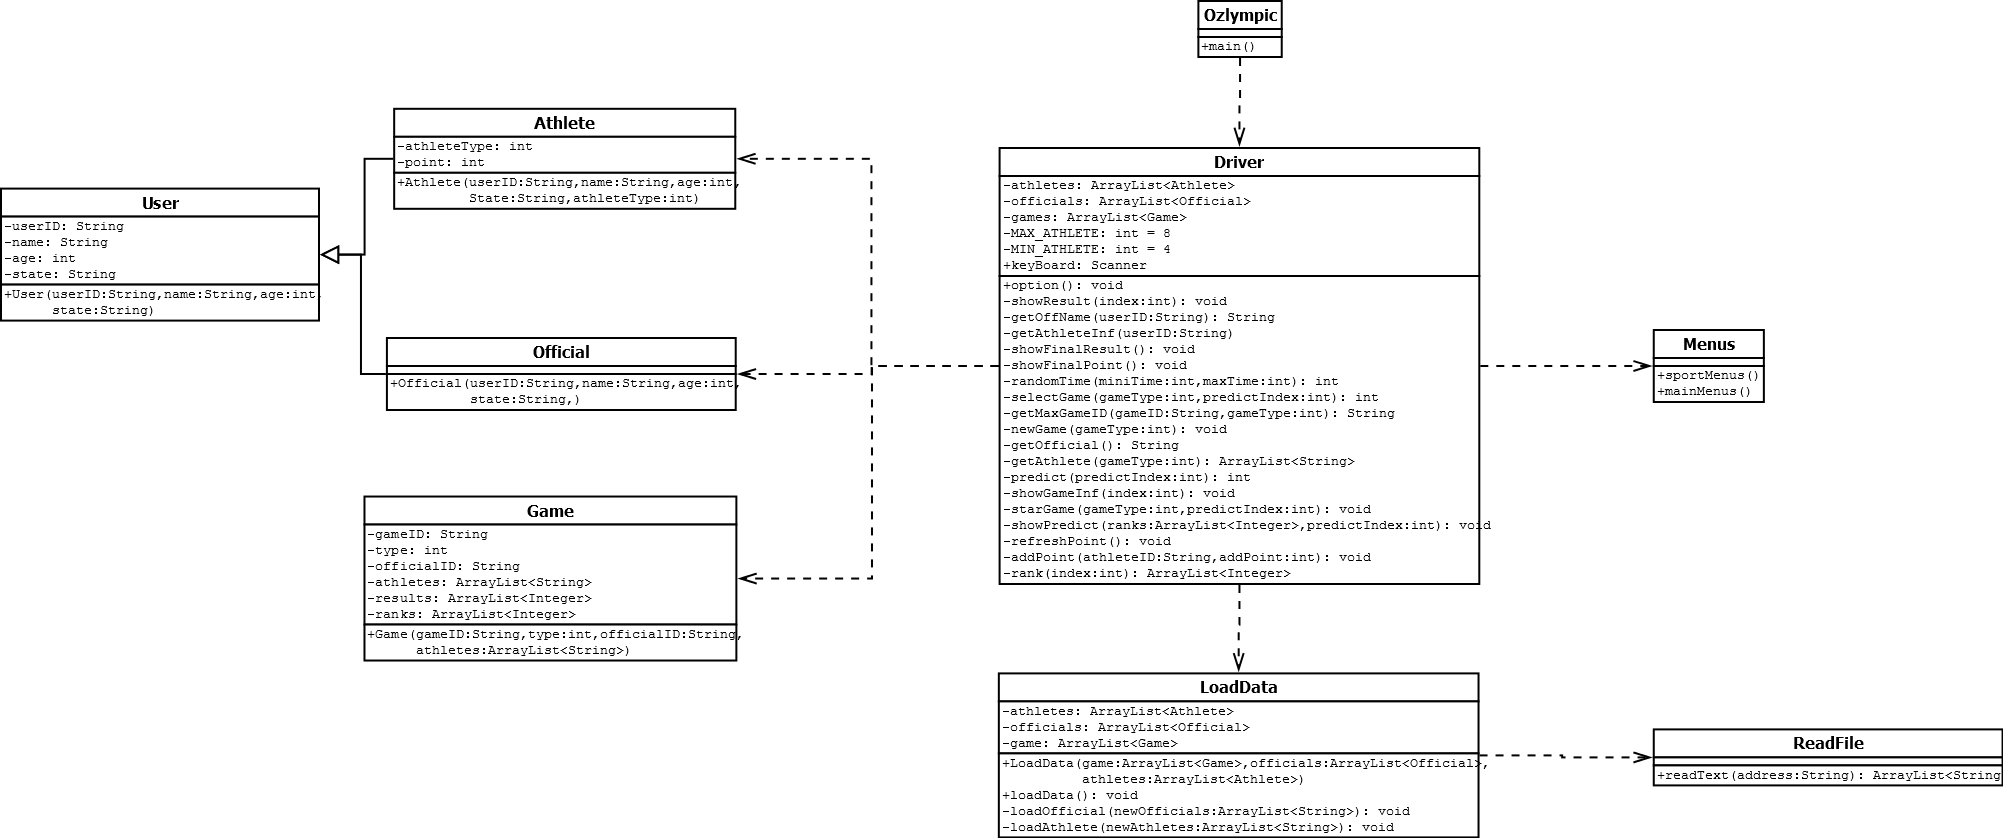 Ozlympic
+main()
Athlete
-athleteType: int
-point: int
+Athlete(userID:String,name:String,age:int,
State:String,athleteType:int)
User
-userID: String
-name: String
-age: int
-state: String
+User(userID:String,name:String,age:int,
state:String)
Official
+Official(userID:String,name:String,age:int,
state:String,)
Game
-gameID: String
-type: int
-officialID: String
-athletes: ArrayList<String>
-results: ArrayList<Integer>
-ranks: ArrayList<Integer>
+Game(gameID:String,type:int,officialID:String,
athletes:ArrayList<String>)
Driver
-athletes: ArrayList<Athlete>
-officials: ArrayList<Official>
-games: ArrayList<Game>
-MAX_ATHLETE: int = 8
-MIN_ATHLETE: int = 4
+keyBoard: Scanner
+option(): void
-showResult(index:int): void
-getOffName(userID:String): String
-getAthleteInf(userID:String)
-showFinalResult(): void
-showFinalPoint(): void
-randomTime(miniTime:int,maxTime:int): int
-selectGame(gameType:int,predictIndex:int): int
-getMaxGameID(gameID:String,gameType:int): String
-newGame(gameType:int): void
-getOfficial(): String
-getAthlete(gameType:int): ArrayList<String>
-predict(predictIndex:int): int
-showGameInf(index:int): void
-starGame(gameType:int,predictIndex:int): void
-showPredict(ranks:ArrayList<Integer>,predictIndex:int): void
-refreshPoint(): void
-addPoint(athleteID:String,addPoint:int): void
-rank(index:int): ArrayList<Integer>
Menus
+sportMenus()
+mainMenus()
LoadData
-athletes: ArrayList<Athlete>
-officials: ArrayList<Official>
-game: ArrayList<Game>
+LoadData(game:ArrayList<Game>,officials:ArrayList<Official>,
athletes:ArrayList<Athlete>)
+loadData(): void
-loadOfficial(newOfficials:ArrayList<String>): void
-loadAthlete(newAthletes:ArrayList<String>): void
ReadFile
+readText(address:String): ArrayList<String